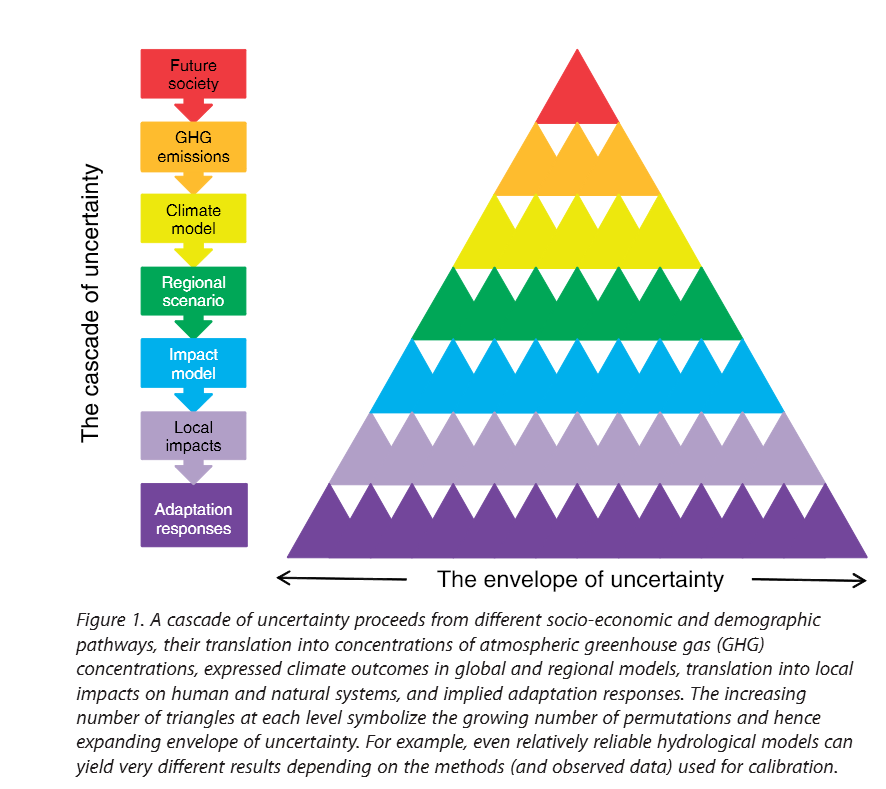 The cascade of uncertainty
Future
society
GHG
emissions
Climate
model
Regional
scenario
Impact
model
Local
impacts
Adaptation
responses
The envelope of uncertainty
Figure 1. A cascade of uncertainty proceeds from different socio-economic and demographic
pathways, their translation into concentrations of atmospheric greenhouse gas (GHG)
concentrations, expressed climate outcomes in global and regional models, translation into local
impacts on human and natural systems, and implied adaptation responses. The increasing
number of triangles at each level symbolize the growing number of permutations and hence
expanding envelope of uncertainty. For example, even relatively reliable hydrological models can
yield very different results depending on the methods (and observed data) used for calibration.